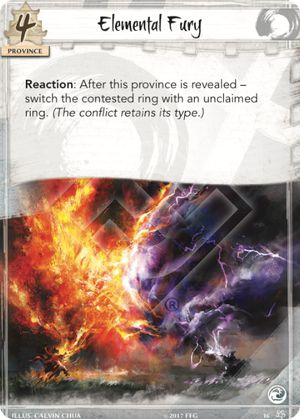 Elemental Fury
4
PROVINCE
Reaction: After this province is revealed –
switch the contested ring with an unclaimed
ring. (The conflict retains its type.)
®
ILLUS. CALVIN CHUA
© 2017 FFG